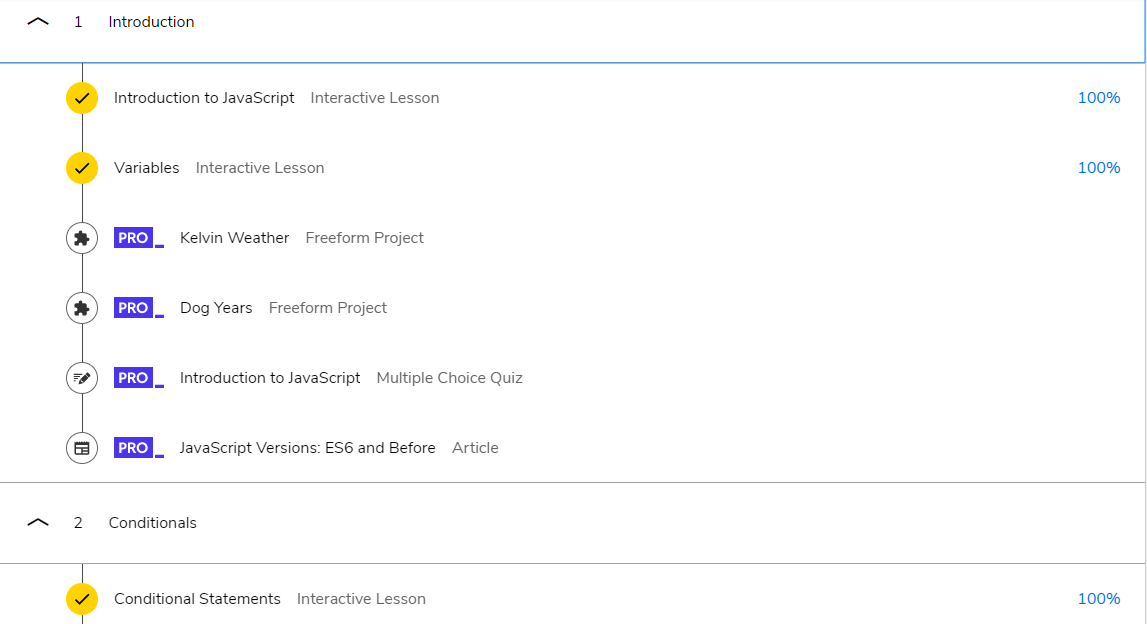 1 Introduction
Introduction to JavaScript Interactive Lesson 100%
Variables Interactive Lesson 100%
PRO Kelvin Weather Freeform Project
PRO Dog Years Freeform Project
PRO Introduction to JavaScript Multiple Choice Quiz
PRO JavaScript Versions: ES6 and Before Article
2 Conditionals
Conditional Statements Interactive Lesson 100%